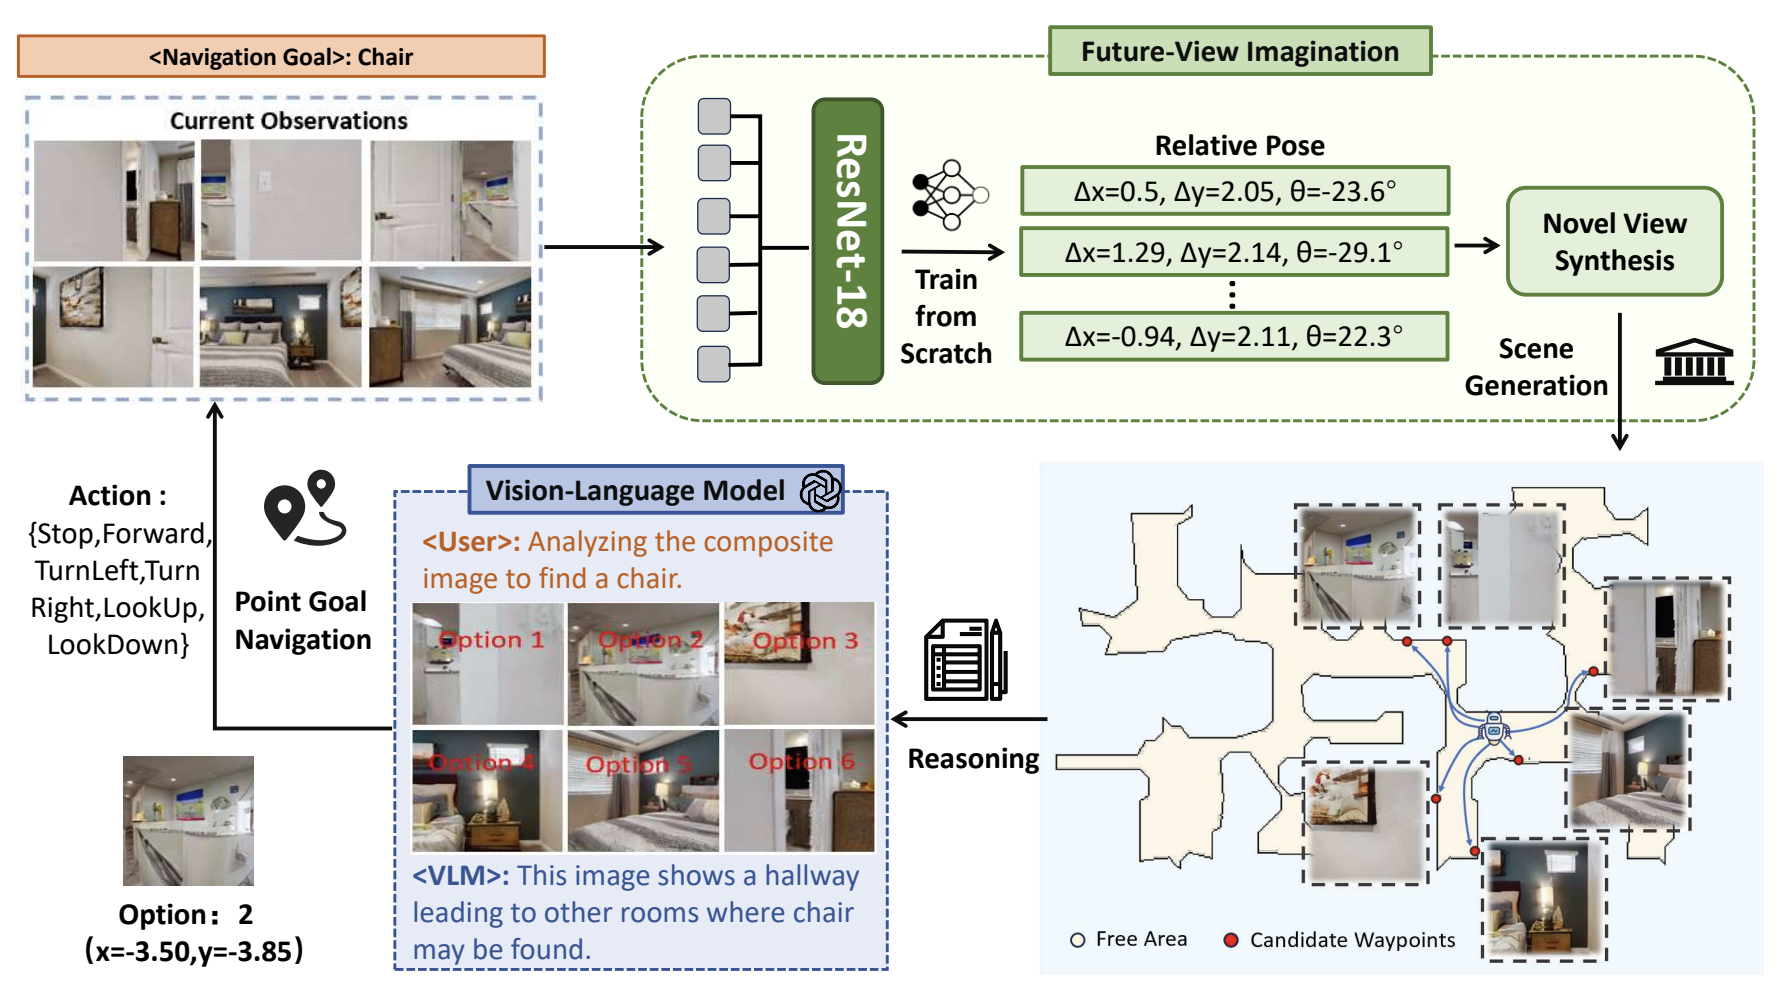 <Navigation Goal>: Chair
Current Observations
Future-View Imagination
ResNet-18
Train
from
Scratch
Relative Pose
Δx=0.5, Δy=2.05, θ=-23.6°
Δx=1.29, Δy=2.14, θ=-29.1°
⋮
Δx=-0.94, Δy=2.11, θ=22.3°
Novel View
Synthesis
Scene
Generation
Action :
{Stop,Forward,
TurnLeft,Turn
Right,LookUp,
LookDown}
Point Goal
Navigation
Option： 2
(x=-3.50,y=-3.85)
Vision-Language Model
<User>: Analyzing the composite
image to find a chair.
Option 1
Option 2
Option 3
Option 4
Option 5
Option 6
<VLM>: This image shows a hallway
leading to other rooms where chair
may be found.
Reasoning
Free Area
Candidate Waypoints